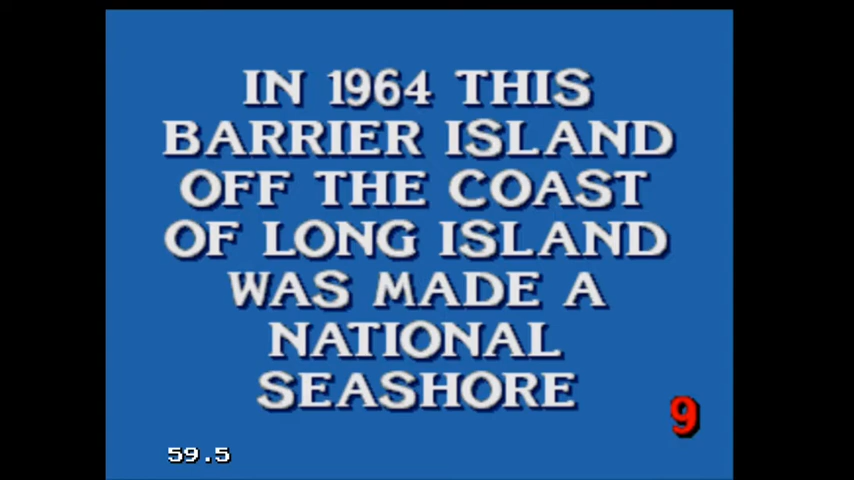 IN 1964 THIS
BARRIER ISLAND
OFF THE COAST
OF LONG ISLAND
WAS MADE A
NATIONAL
SEASHORE
9
59.5